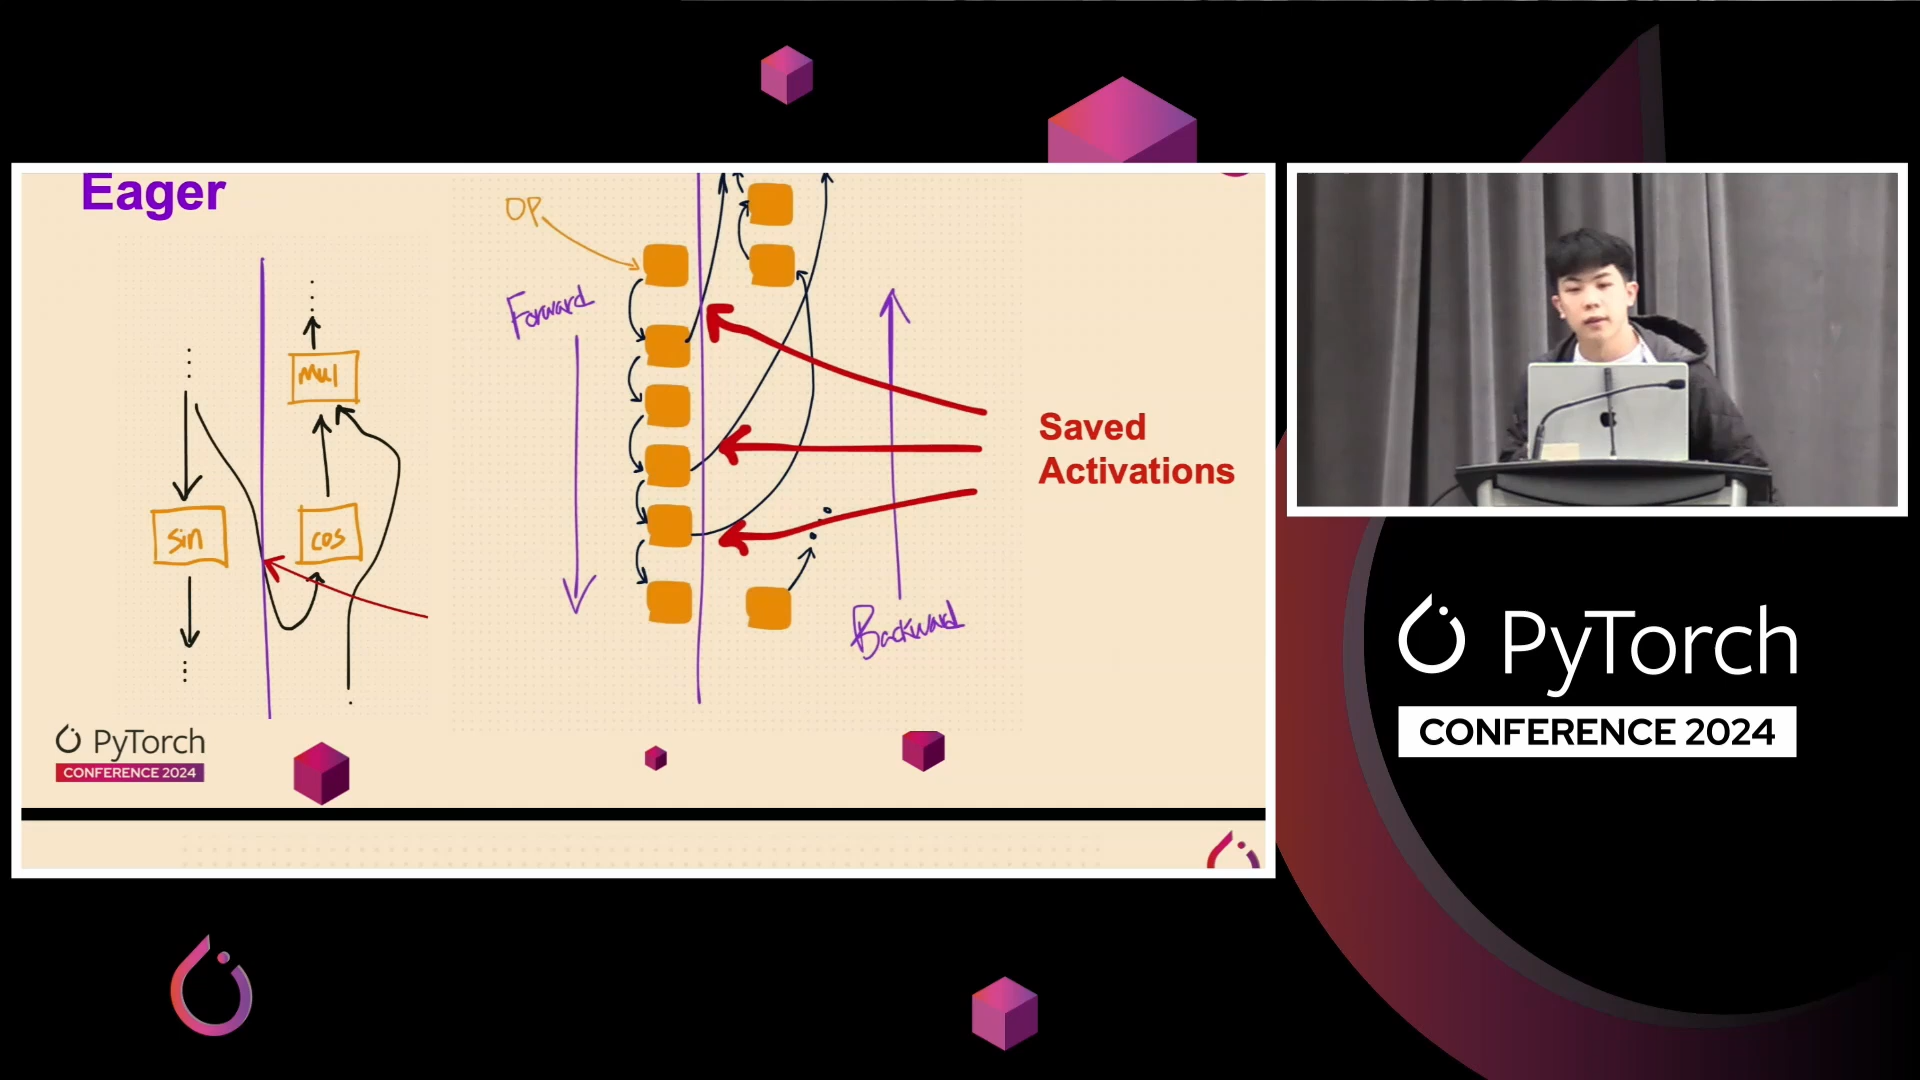 Eager
OP
Forward
Mul
sin
cos
Saved
Activations
Backward
PyTorch
CONFERENCE 2024
PyTorch
CONFERENCE 2024